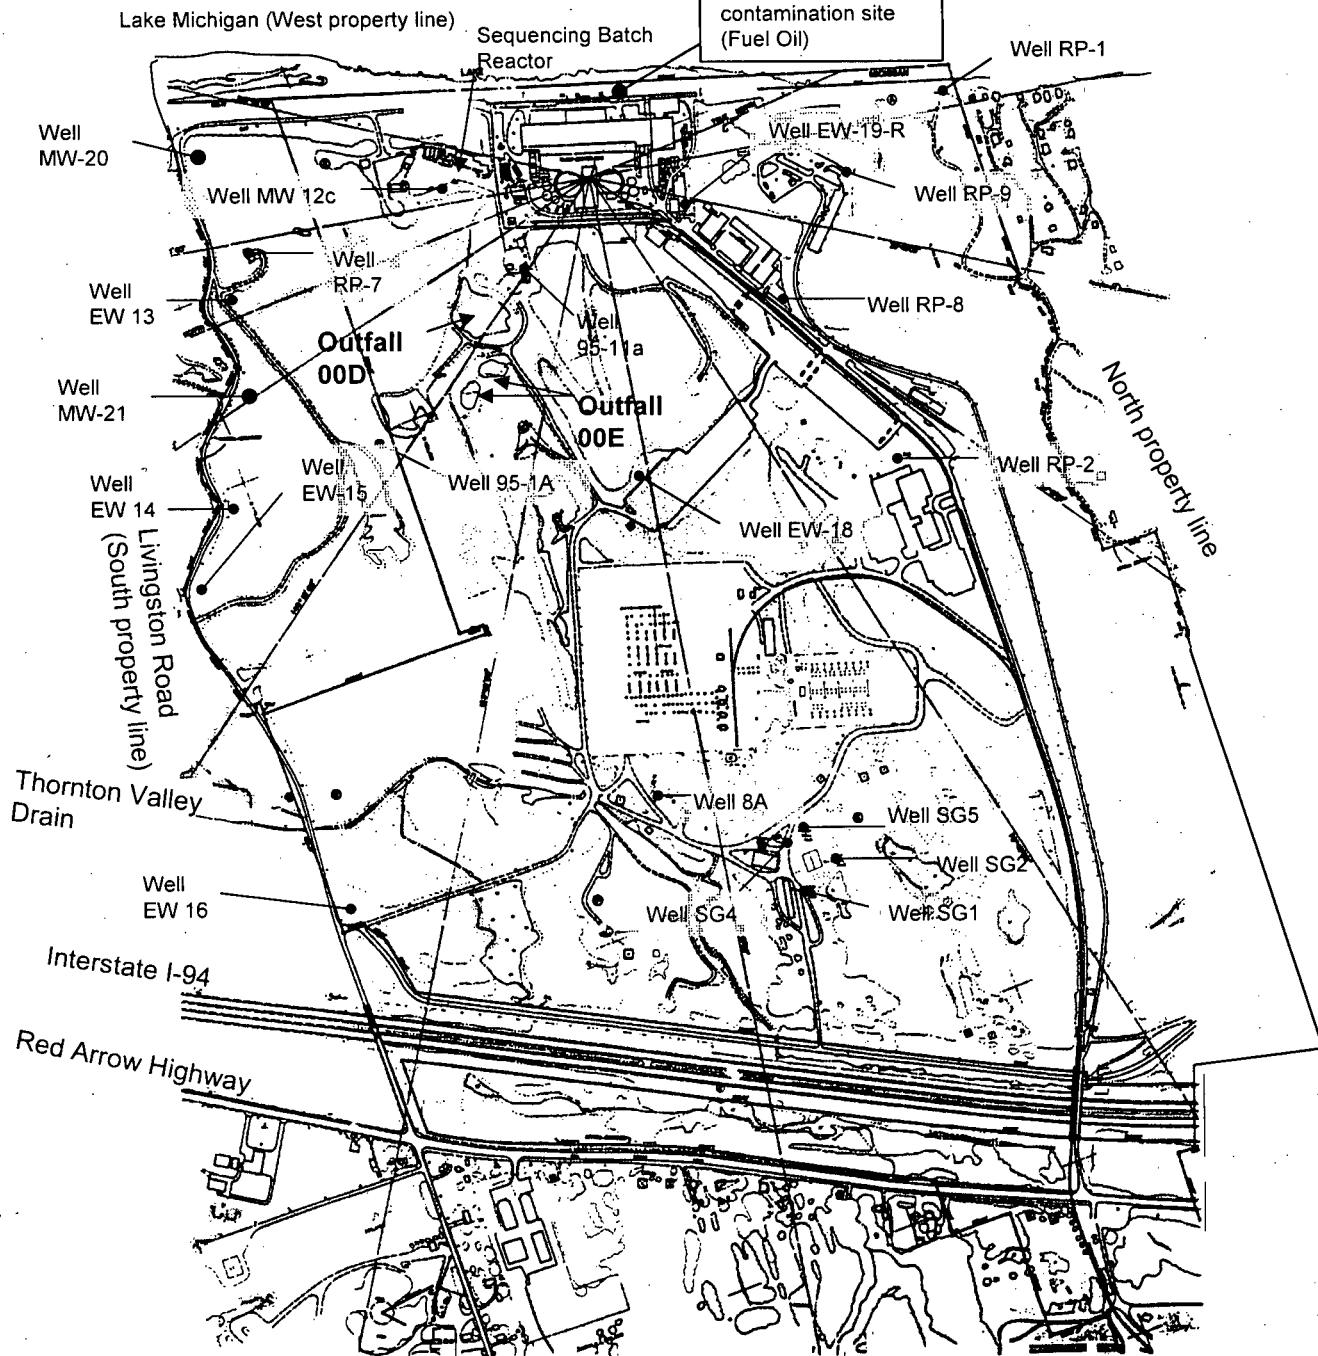 contamination site
(Fuel Oil)
Lake Michigan (West property line)
Sequencing Batch
Reactor
Well RP-1
Well
MW-20
Well EW-19-R
Well MW 12c
Well RP-9
Well
RP-7
Well
EW 13
Well RP-8
Well
95-11a
Outfall
00D
Well
MW-21
Outfall
00E
North property line
Well
EW-15
Well 95-1A
Well RP-2
Well
EW 14
Well EW-18
Livingston Road
(South property line)
Thornton Valley
Drain
Well 8A
Well SG5
Well SG2
Well
EW 16
Well SG4
Well SG1
Interstate I-94
Red Arrow Highway